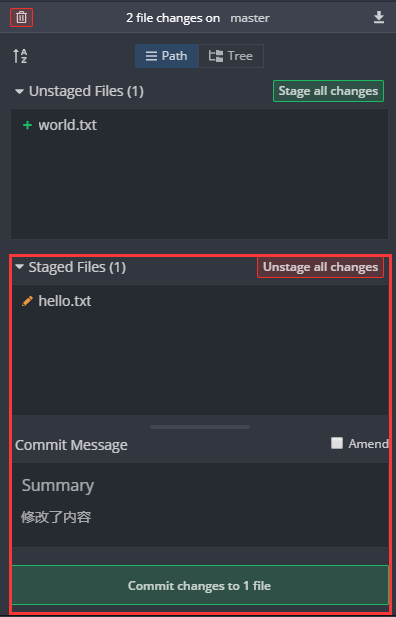 2 file changes on master
Path Tree
Unstaged Files (1) Stage all changes
world.txt
Staged Files (1) Unstage all changes
hello.txt
Commit Message Amend
Summary
修改了内容
Commit changes to 1 file